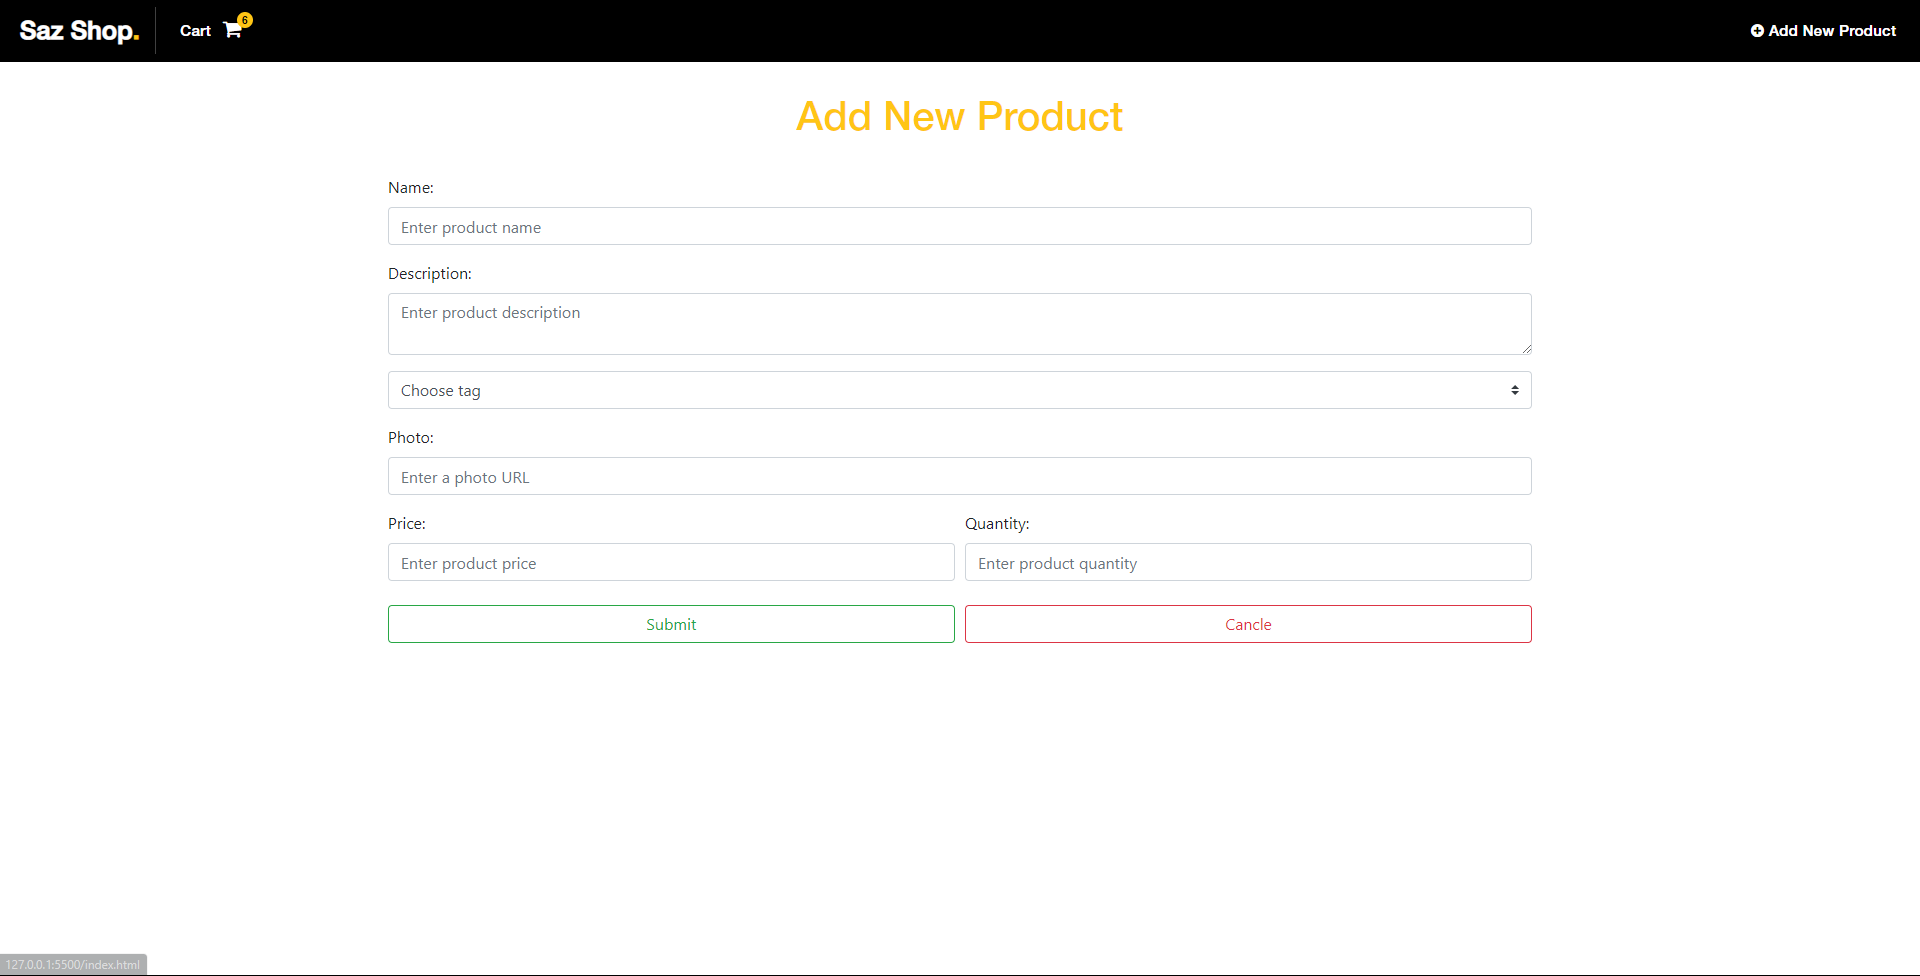 Saz Shop. Cart 6 Add New Product
Add New Product
Name:
Enter product name
Description:
Enter product description
Choose tag
Photo:
Enter a photo URL
Price: Quantity:
Enter product price Enter product quantity
Submit Cancle
127.0.0.1:5500/index.html